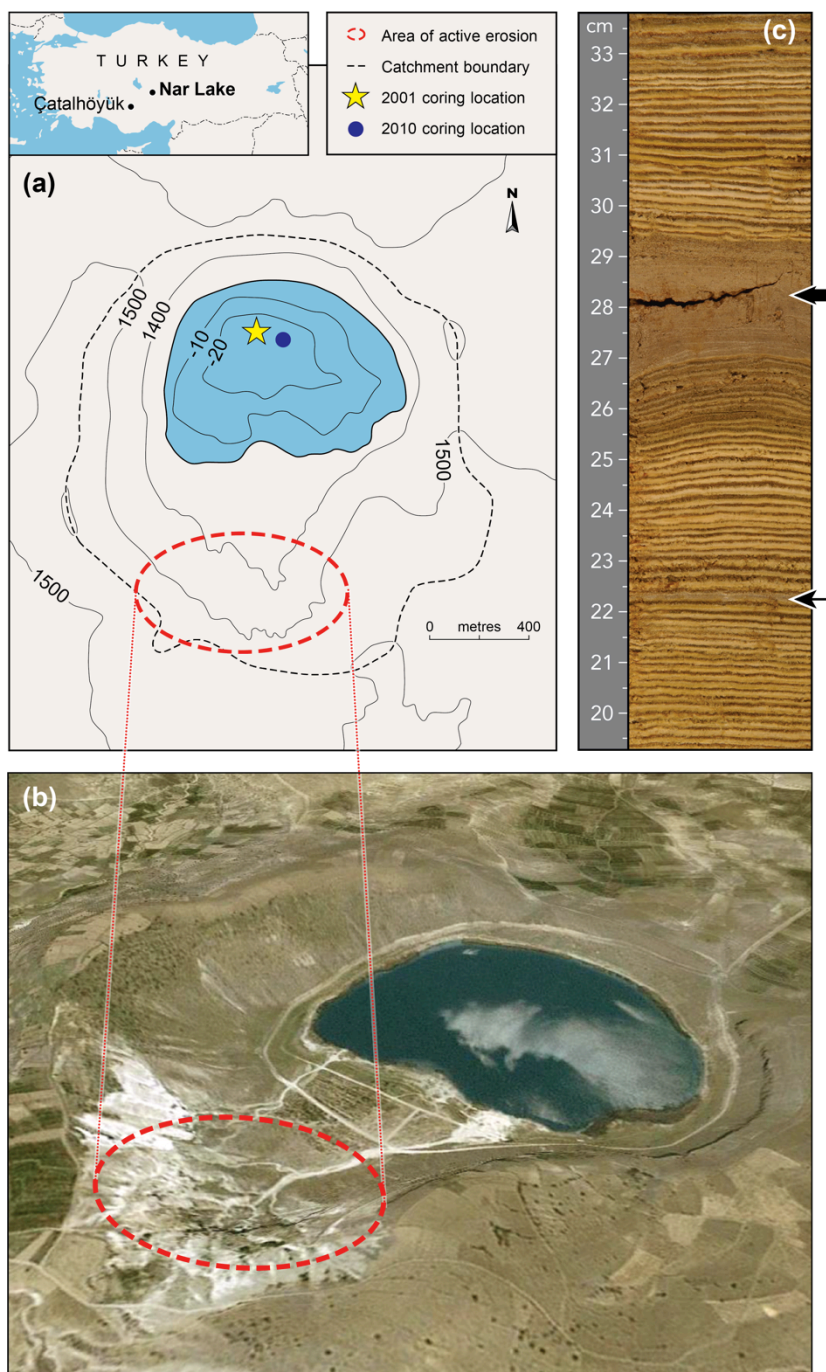 TURKEY
Nar Lake
Çatalhöyük
Area of active erosion
Catchment boundary
2001 coring location
2010 coring location
(a)
N
1500
1400
-10
-20
1500
1500
0 metres 400
(c)
cm
33
32
31
30
29
28
27
26
25
24
23
22
21
20
(b)